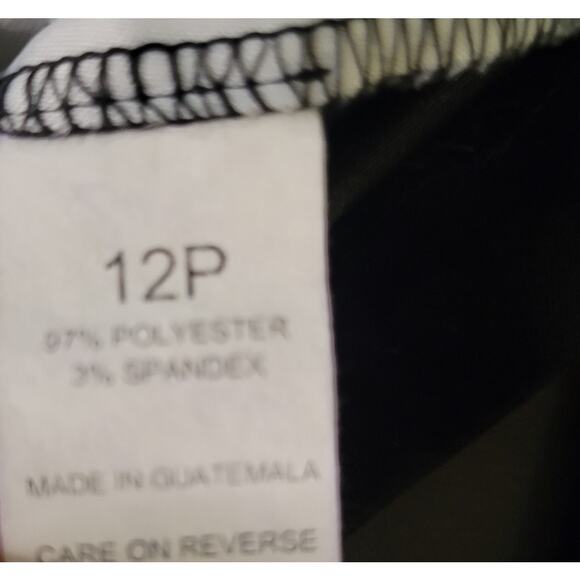 12P
97% POLYESTER
3% SPANDEX
MADE IN GUATEMALA
CARE ON REVERSE